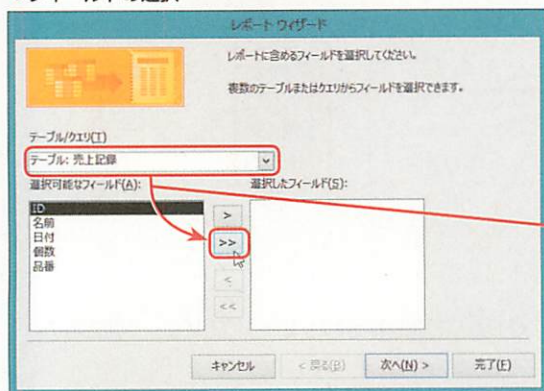 レポート ウィザード
レポートに含めるフィールドを選択してください。
複数のテーブルまたはクエリからフィールドを選択できます。
テーブル/クエリ(T)
テーブル: 売上記録
選択可能なフィールド(A):
選択したフィールド(S):
ID
名前
日付
個数
品番
>
>>
<
<<
キャンセル
< 戻る(B)
次へ(N) >
完了(F)